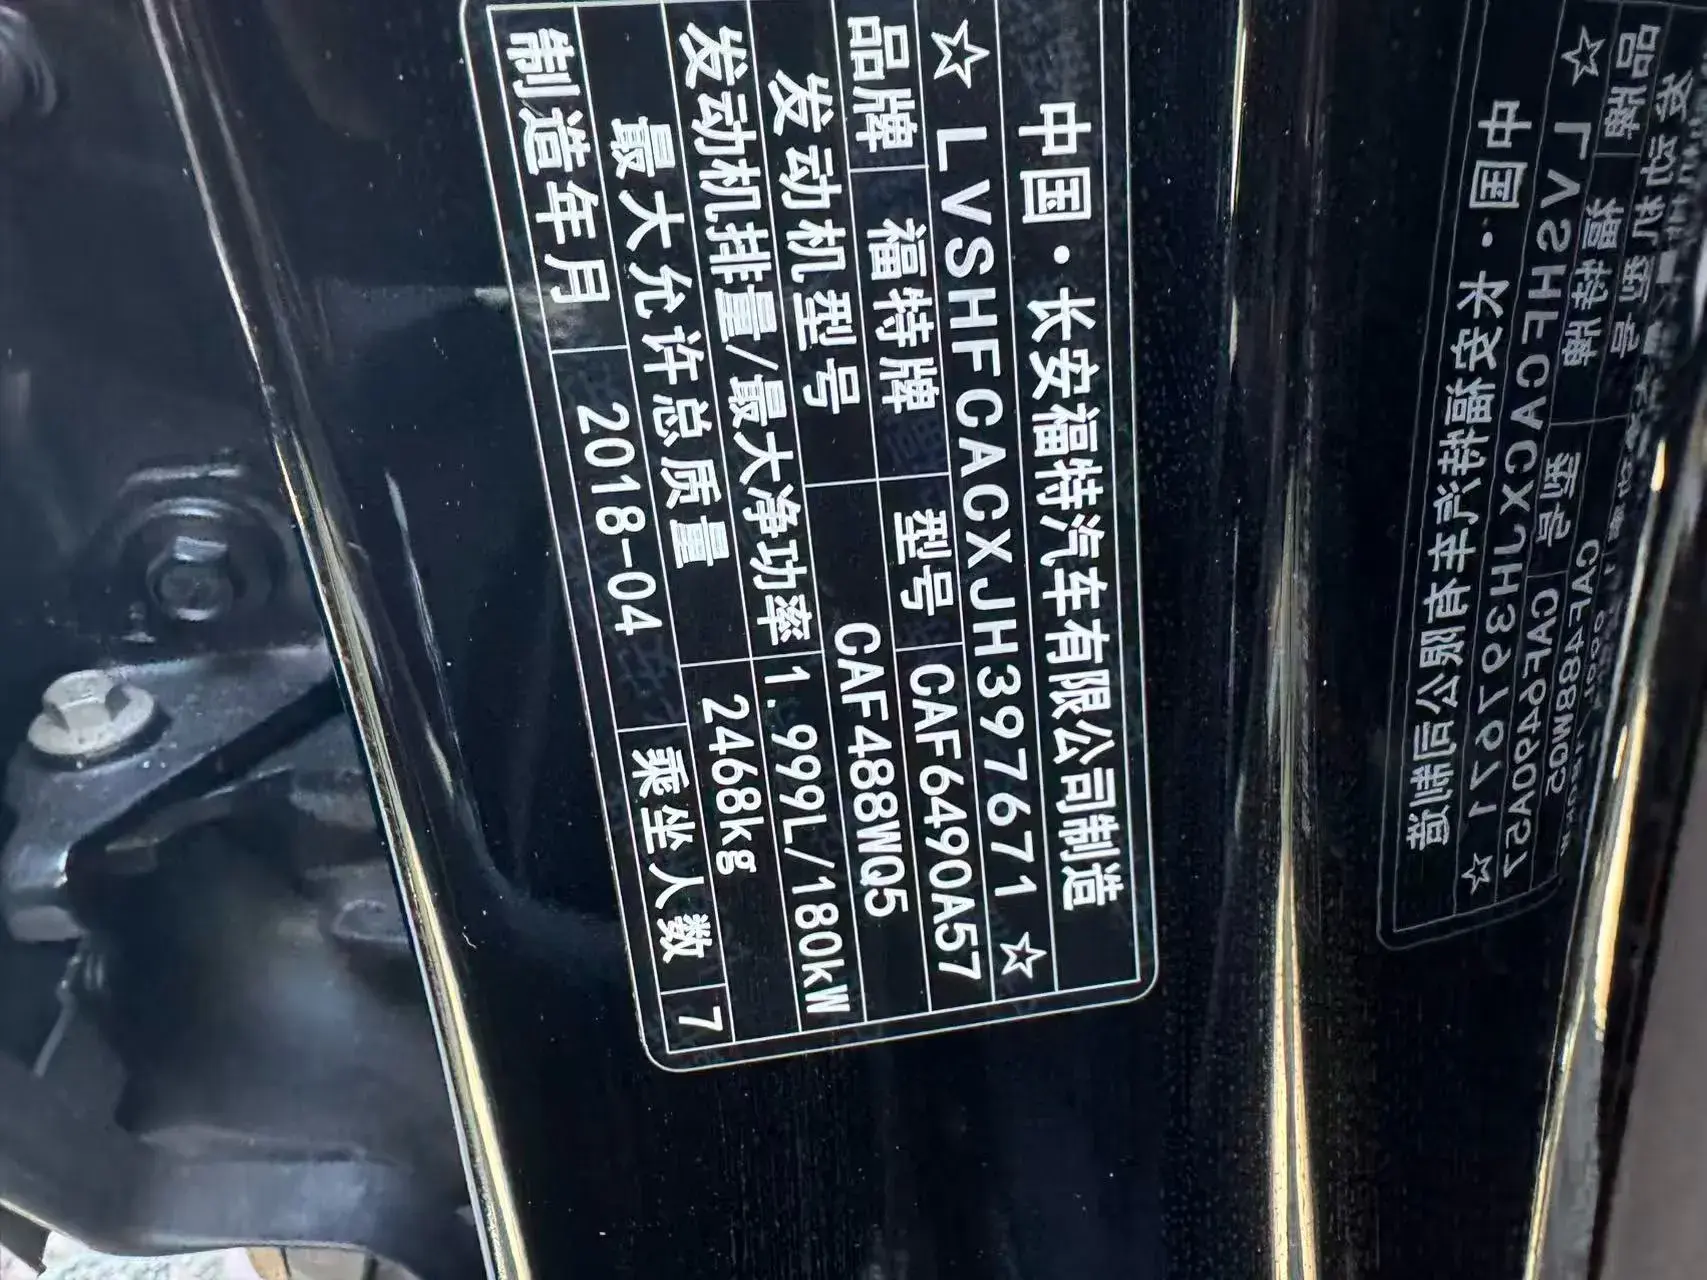 中国·长安福特汽车有限公司制造
☆LVSHFCACXJH397671☆
品牌 福特牌 型号 CAF6490A57
发动机型号 CAF488WQ5
发动机排量/最大净功率 1.999L/180kW
最大允许总质量 2468kg
制造年月 2018-04 乘坐人数 7